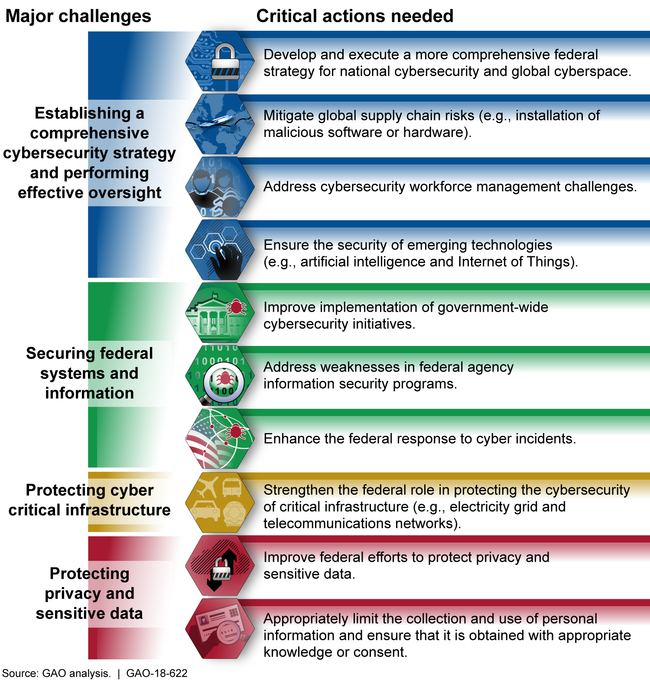 Major challenges
Critical actions needed
Establishing a
comprehensive
cybersecurity strategy
and performing
effective oversight
Develop and execute a more comprehensive federal
strategy for national cybersecurity and global cyberspace.
Mitigate global supply chain risks (e.g., installation of
malicious software or hardware).
Address cybersecurity workforce management challenges.
Ensure the security of emerging technologies
(e.g., artificial intelligence and Internet of Things).
Securing federal
systems and
information
Improve implementation of government-wide
cybersecurity initiatives.
Address weaknesses in federal agency
information security programs.
Enhance the federal response to cyber incidents.
Protecting cyber
critical infrastructure
Strengthen the federal role in protecting the cybersecurity
of critical infrastructure (e.g., electricity grid and
telecommunications networks).
Protecting
privacy and
sensitive data
Improve federal efforts to protect privacy and
sensitive data.
Appropriately limit the collection and use of personal
information and ensure that it is obtained with appropriate
knowledge or consent.
Source: GAO analysis. | GAO-18-622